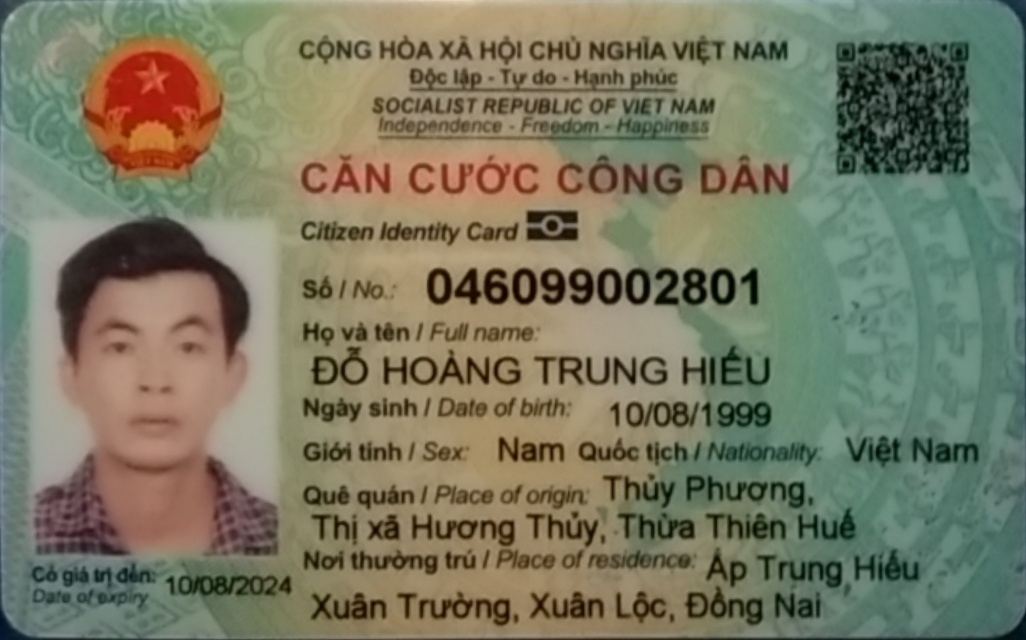 CỘNG HÒA XÃ HỘI CHỦ NGHĨA VIỆT NAM
Độc lập - Tự do - Hạnh phúc
SOCIALIST REPUBLIC OF VIET NAM
Independence - Freedom - Happiness
CĂN CƯỚC CÔNG DÂN
Citizen Identity Card
Số / No.: 046099002801
Họ và tên / Full name:
ĐỖ HOÀNG TRUNG HIẾU
Ngày sinh / Date of birth: 10/08/1999
Giới tính / Sex: Nam Quốc tịch / Nationality: Việt Nam
Quê quán / Place of origin: Thủy Phương,
Thị xã Hương Thủy, Thừa Thiên Huế
Nơi thường trú / Place of residence: Ấp Trung Hiếu
Xuân Trường, Xuân Lộc, Đồng Nai
Có giá trị đến: 10/08/2024
Date of expiry